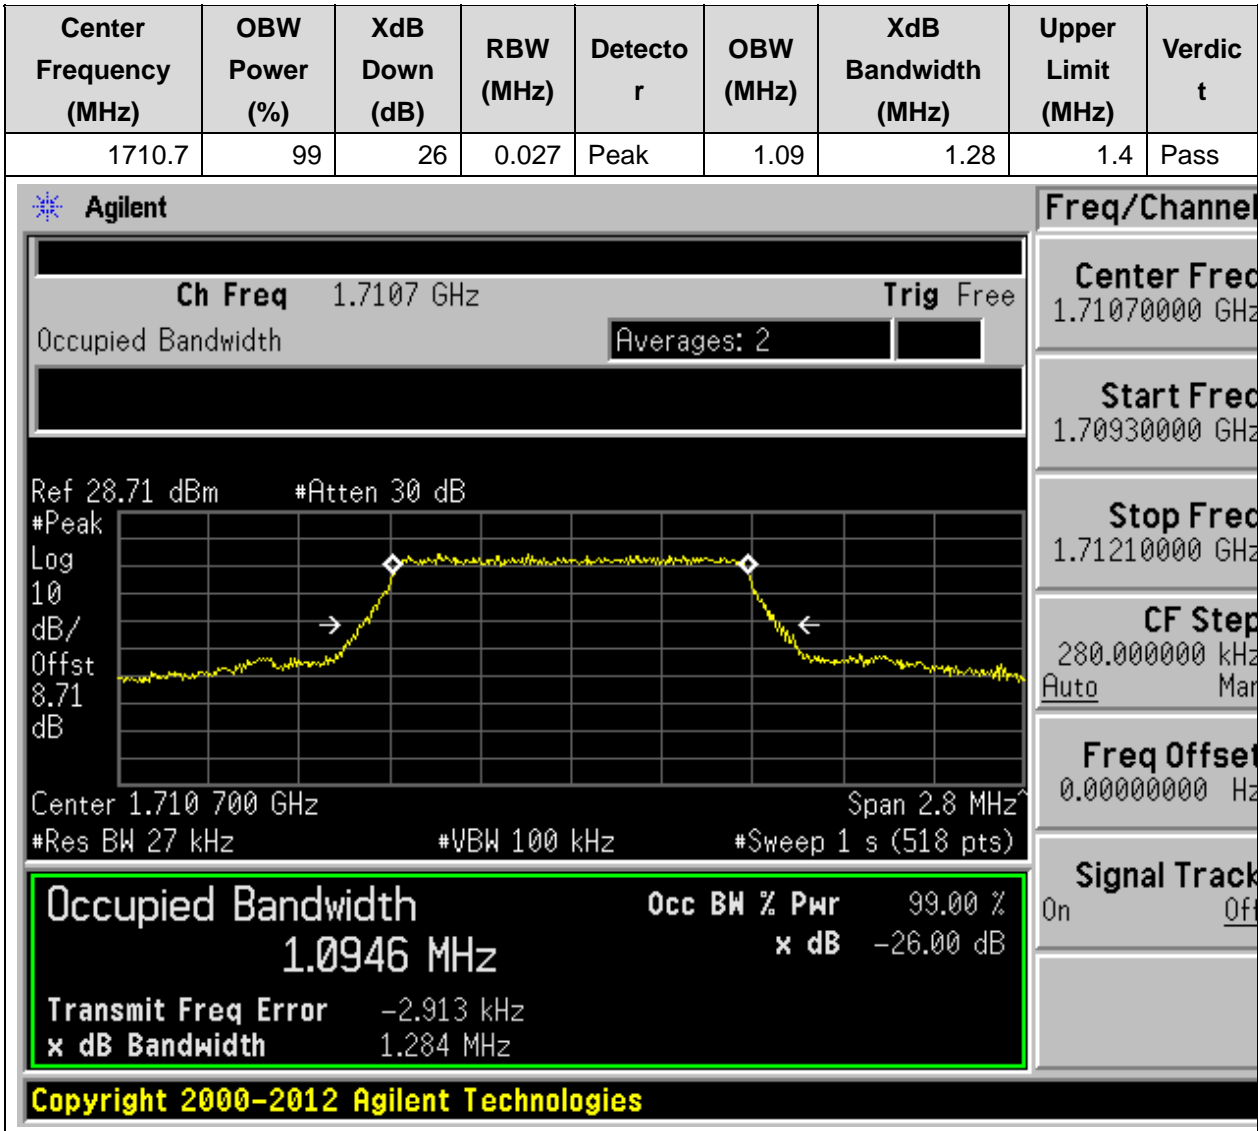 Center Frequency (MHz) OBW Power (%) XdB Down (dB) RBW (MHz) Detector OBW (MHz) XdB Bandwidth (MHz) Upper Limit (MHz) Verdict
1710.7 99 26 0.027 Peak 1.09 1.28 1.4 Pass
Agilent
Freq/Channel
Ch Freq 1.7107 GHz Trig Free
Occupied Bandwidth Averages: 2
Center Freq
1.71070000 GHz
Start Freq
1.70930000 GHz
Stop Freq
1.71210000 GHz
CF Step
280.000000 kHz
Auto Man
Freq Offset
0.00000000 Hz
Signal Track
On Off
Ref 28.71 dBm #Atten 30 dB
#Peak
Log
10
dB/
Offst
8.71
dB
Center 1.710 700 GHz Span 2.8 MHz^
#Res BW 27 kHz #VBW 100 kHz #Sweep 1 s (518 pts)
Occupied Bandwidth
1.0946 MHz
Occ BW % Pwr 99.00 %
x dB -26.00 dB
Transmit Freq Error -2.913 kHz
x dB Bandwidth 1.284 MHz
Copyright 2000-2012 Agilent Technologies